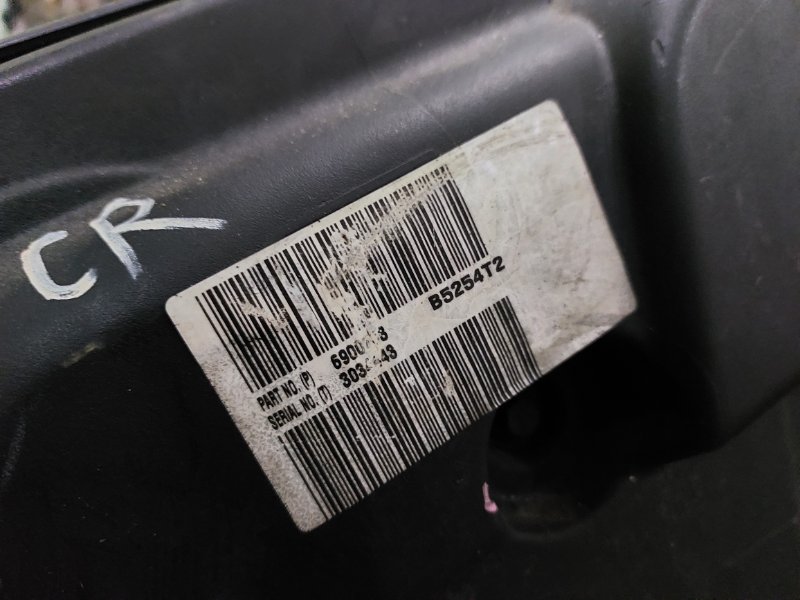 CR
PART NO. (P)
B5254T2
SERIAL NO. (T)